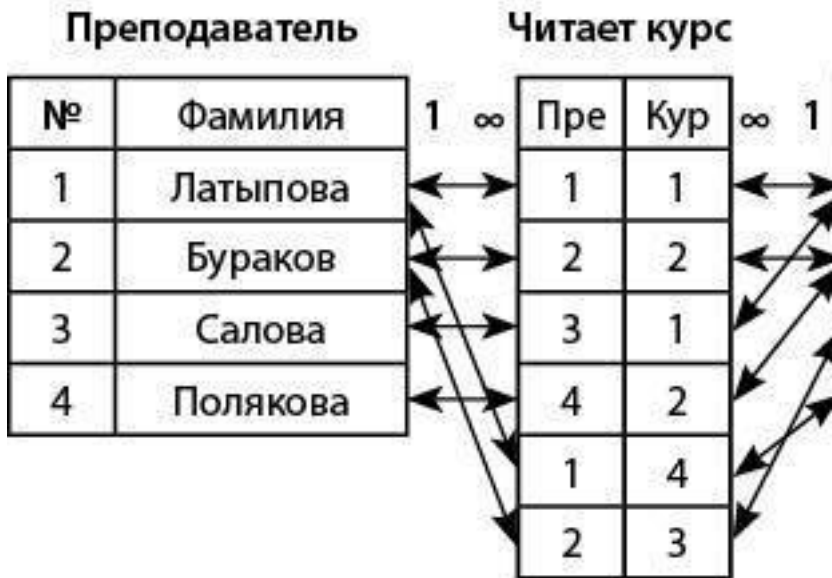 Преподаватель Читает курс
№ Фамилия 1 ∞ Пре Кур ∞ 1
1 Латыпова 1 1
2 Бураков 2 2
3 Салова 3 1
4 Полякова 4 2
1 4
2 3